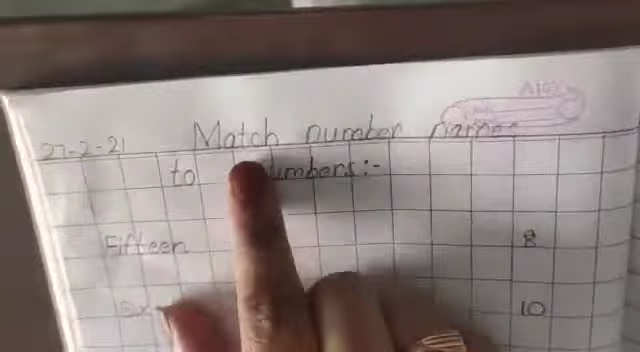 27-2-21
Match number names
to numbers:-
Fifteen 8
10